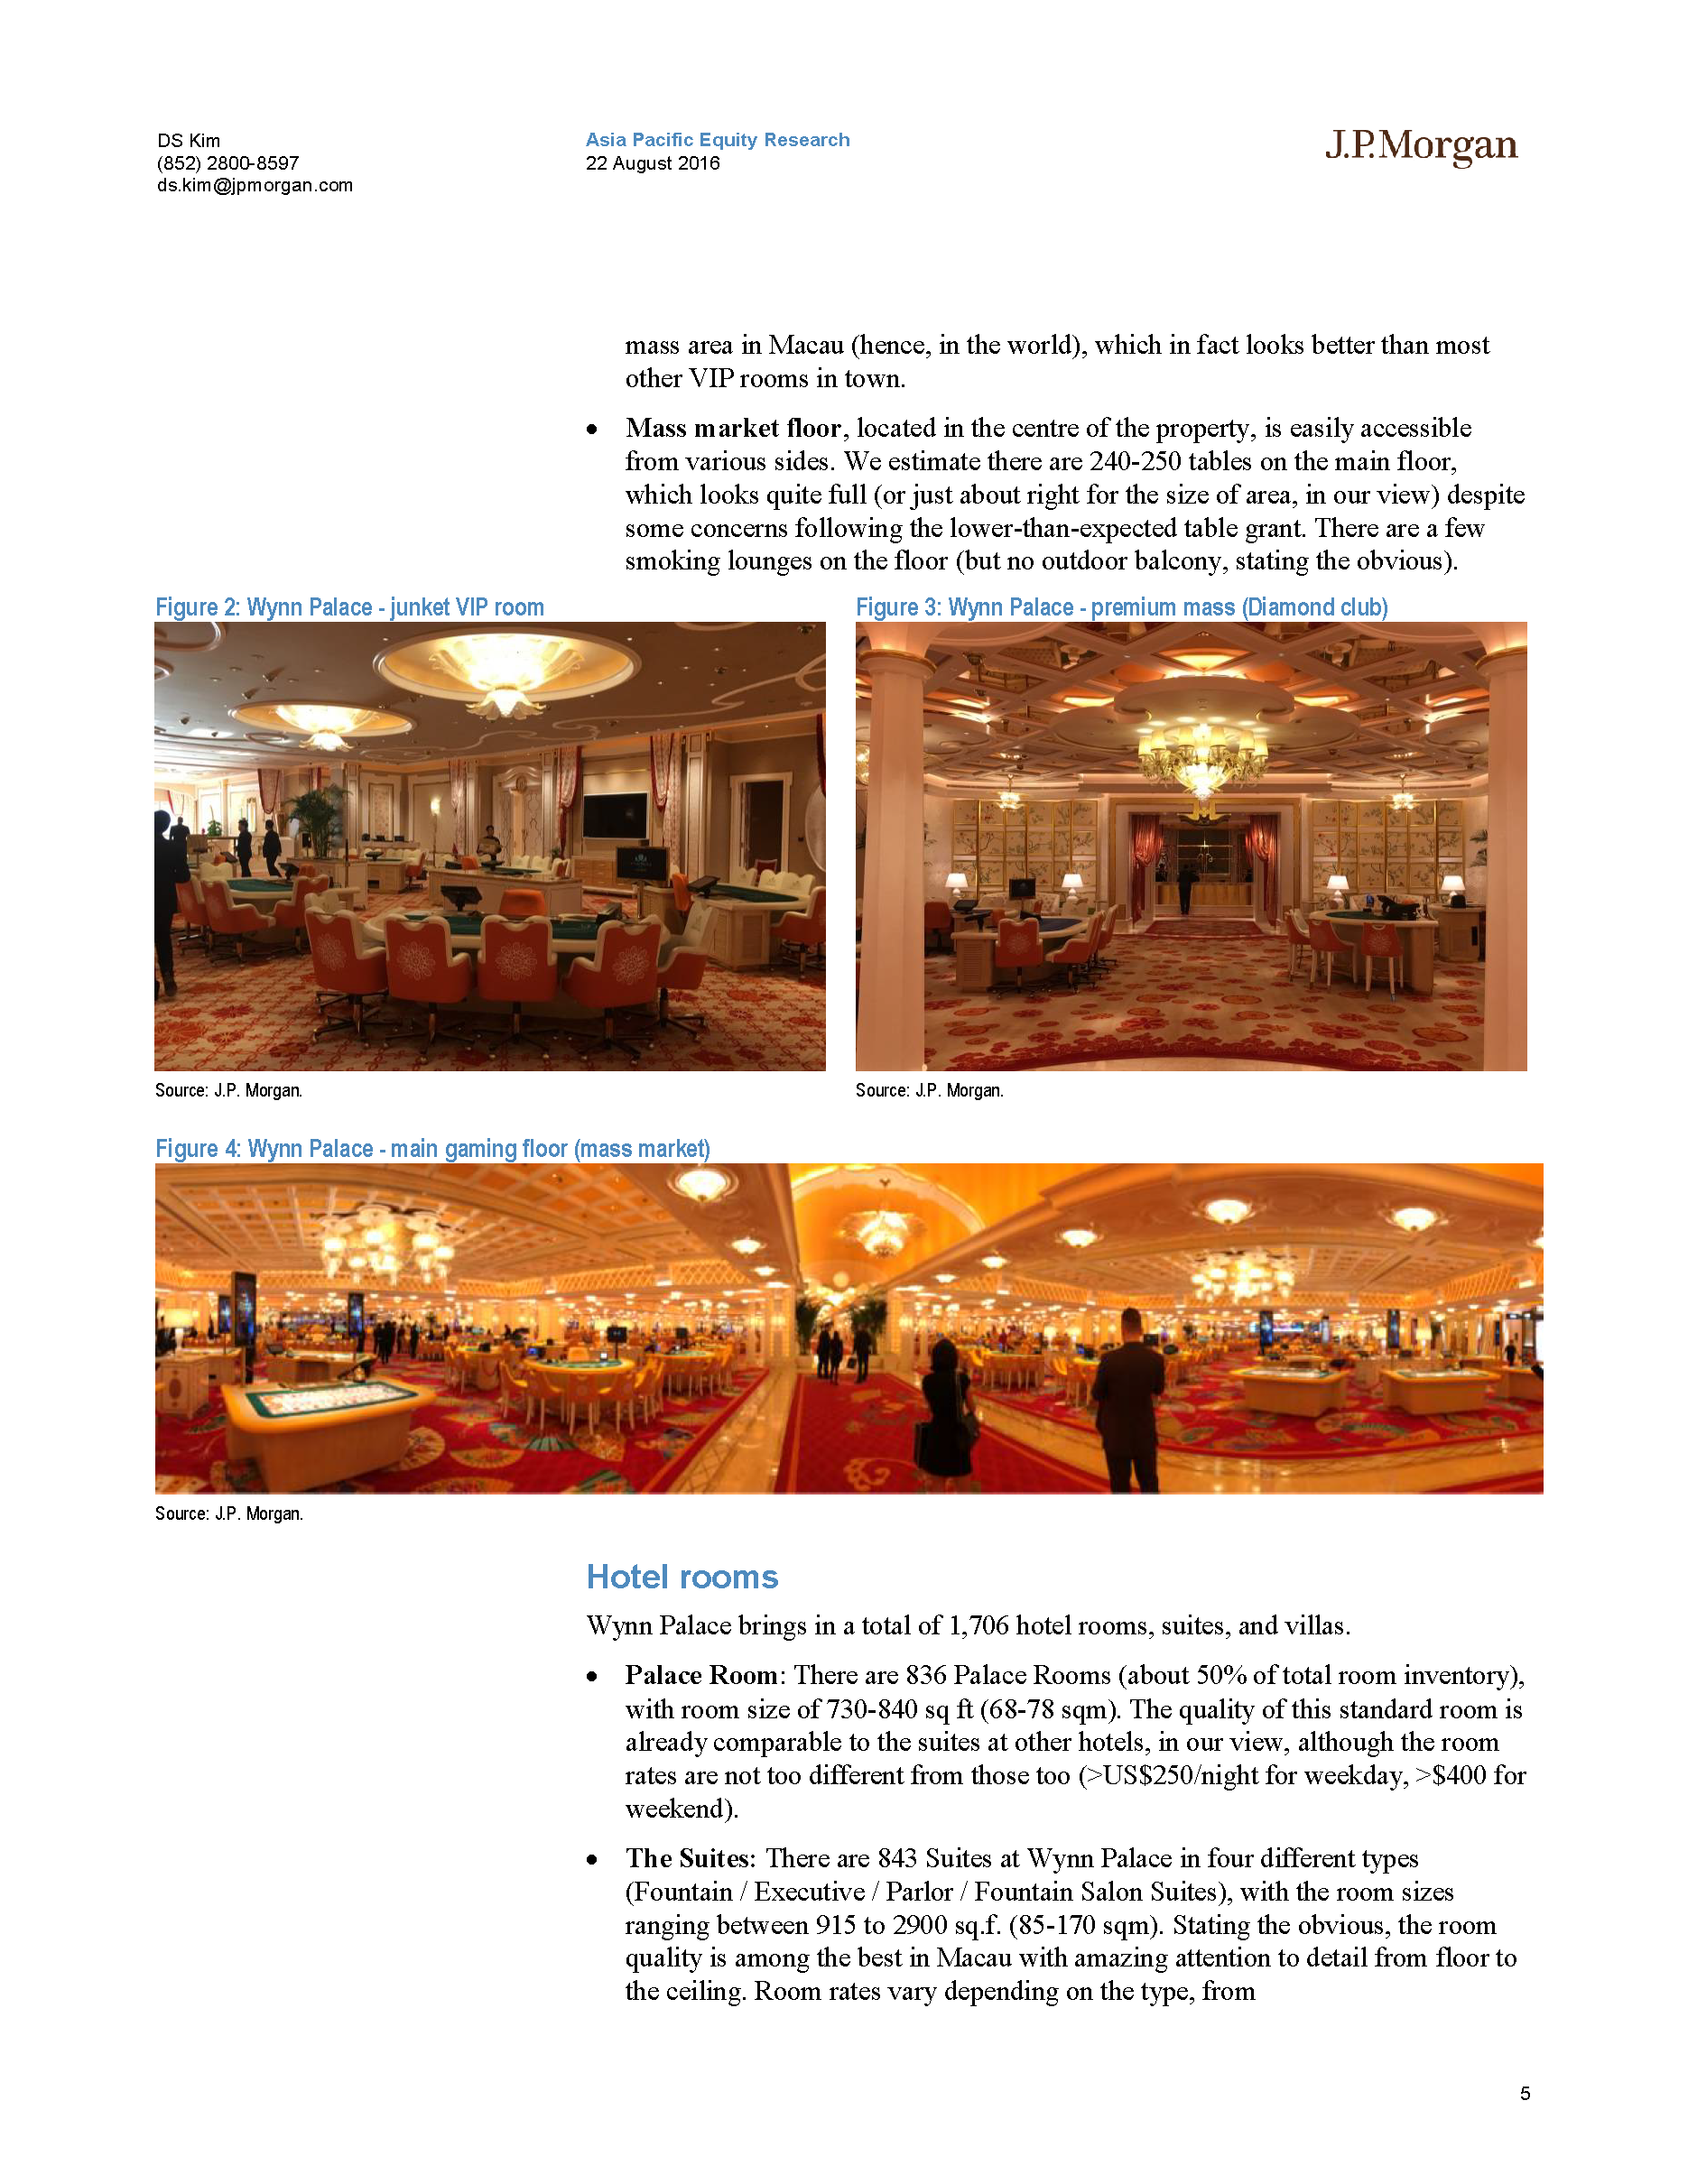 DS Kim
(852) 2800-8597
ds.kim@jpmorgan.com
Asia Pacific Equity Research
22 August 2016
J.P.Morgan
mass area in Macau (hence, in the world), which in fact looks better than most
other VIP rooms in town.
• Mass market floor, located in the centre of the property, is easily accessible
from various sides. We estimate there are 240-250 tables on the main floor,
which looks quite full (or just about right for the size of area, in our view) despite
some concerns following the lower-than-expected table grant. There are a few
smoking lounges on the floor (but no outdoor balcony, stating the obvious).
Figure 2: Wynn Palace - junket VIP room
Figure 3: Wynn Palace - premium mass (Diamond club)
Source: J.P. Morgan.
Source: J.P. Morgan.
Figure 4: Wynn Palace - main gaming floor (mass market)
Source: J.P. Morgan.
Hotel rooms
Wynn Palace brings in a total of 1,706 hotel rooms, suites, and villas.
• Palace Room: There are 836 Palace Rooms (about 50% of total room inventory),
with room size of 730-840 sq ft (68-78 sqm). The quality of this standard room is
already comparable to the suites at other hotels, in our view, although the room
rates are not too different from those too (>US$250/night for weekday, >$400 for
weekend).
• The Suites: There are 843 Suites at Wynn Palace in four different types
(Fountain / Executive / Parlor / Fountain Salon Suites), with the room sizes
ranging between 915 to 2900 sq.f. (85-170 sqm). Stating the obvious, the room
quality is among the best in Macau with amazing attention to detail from floor to
the ceiling. Room rates vary depending on the type, from
5